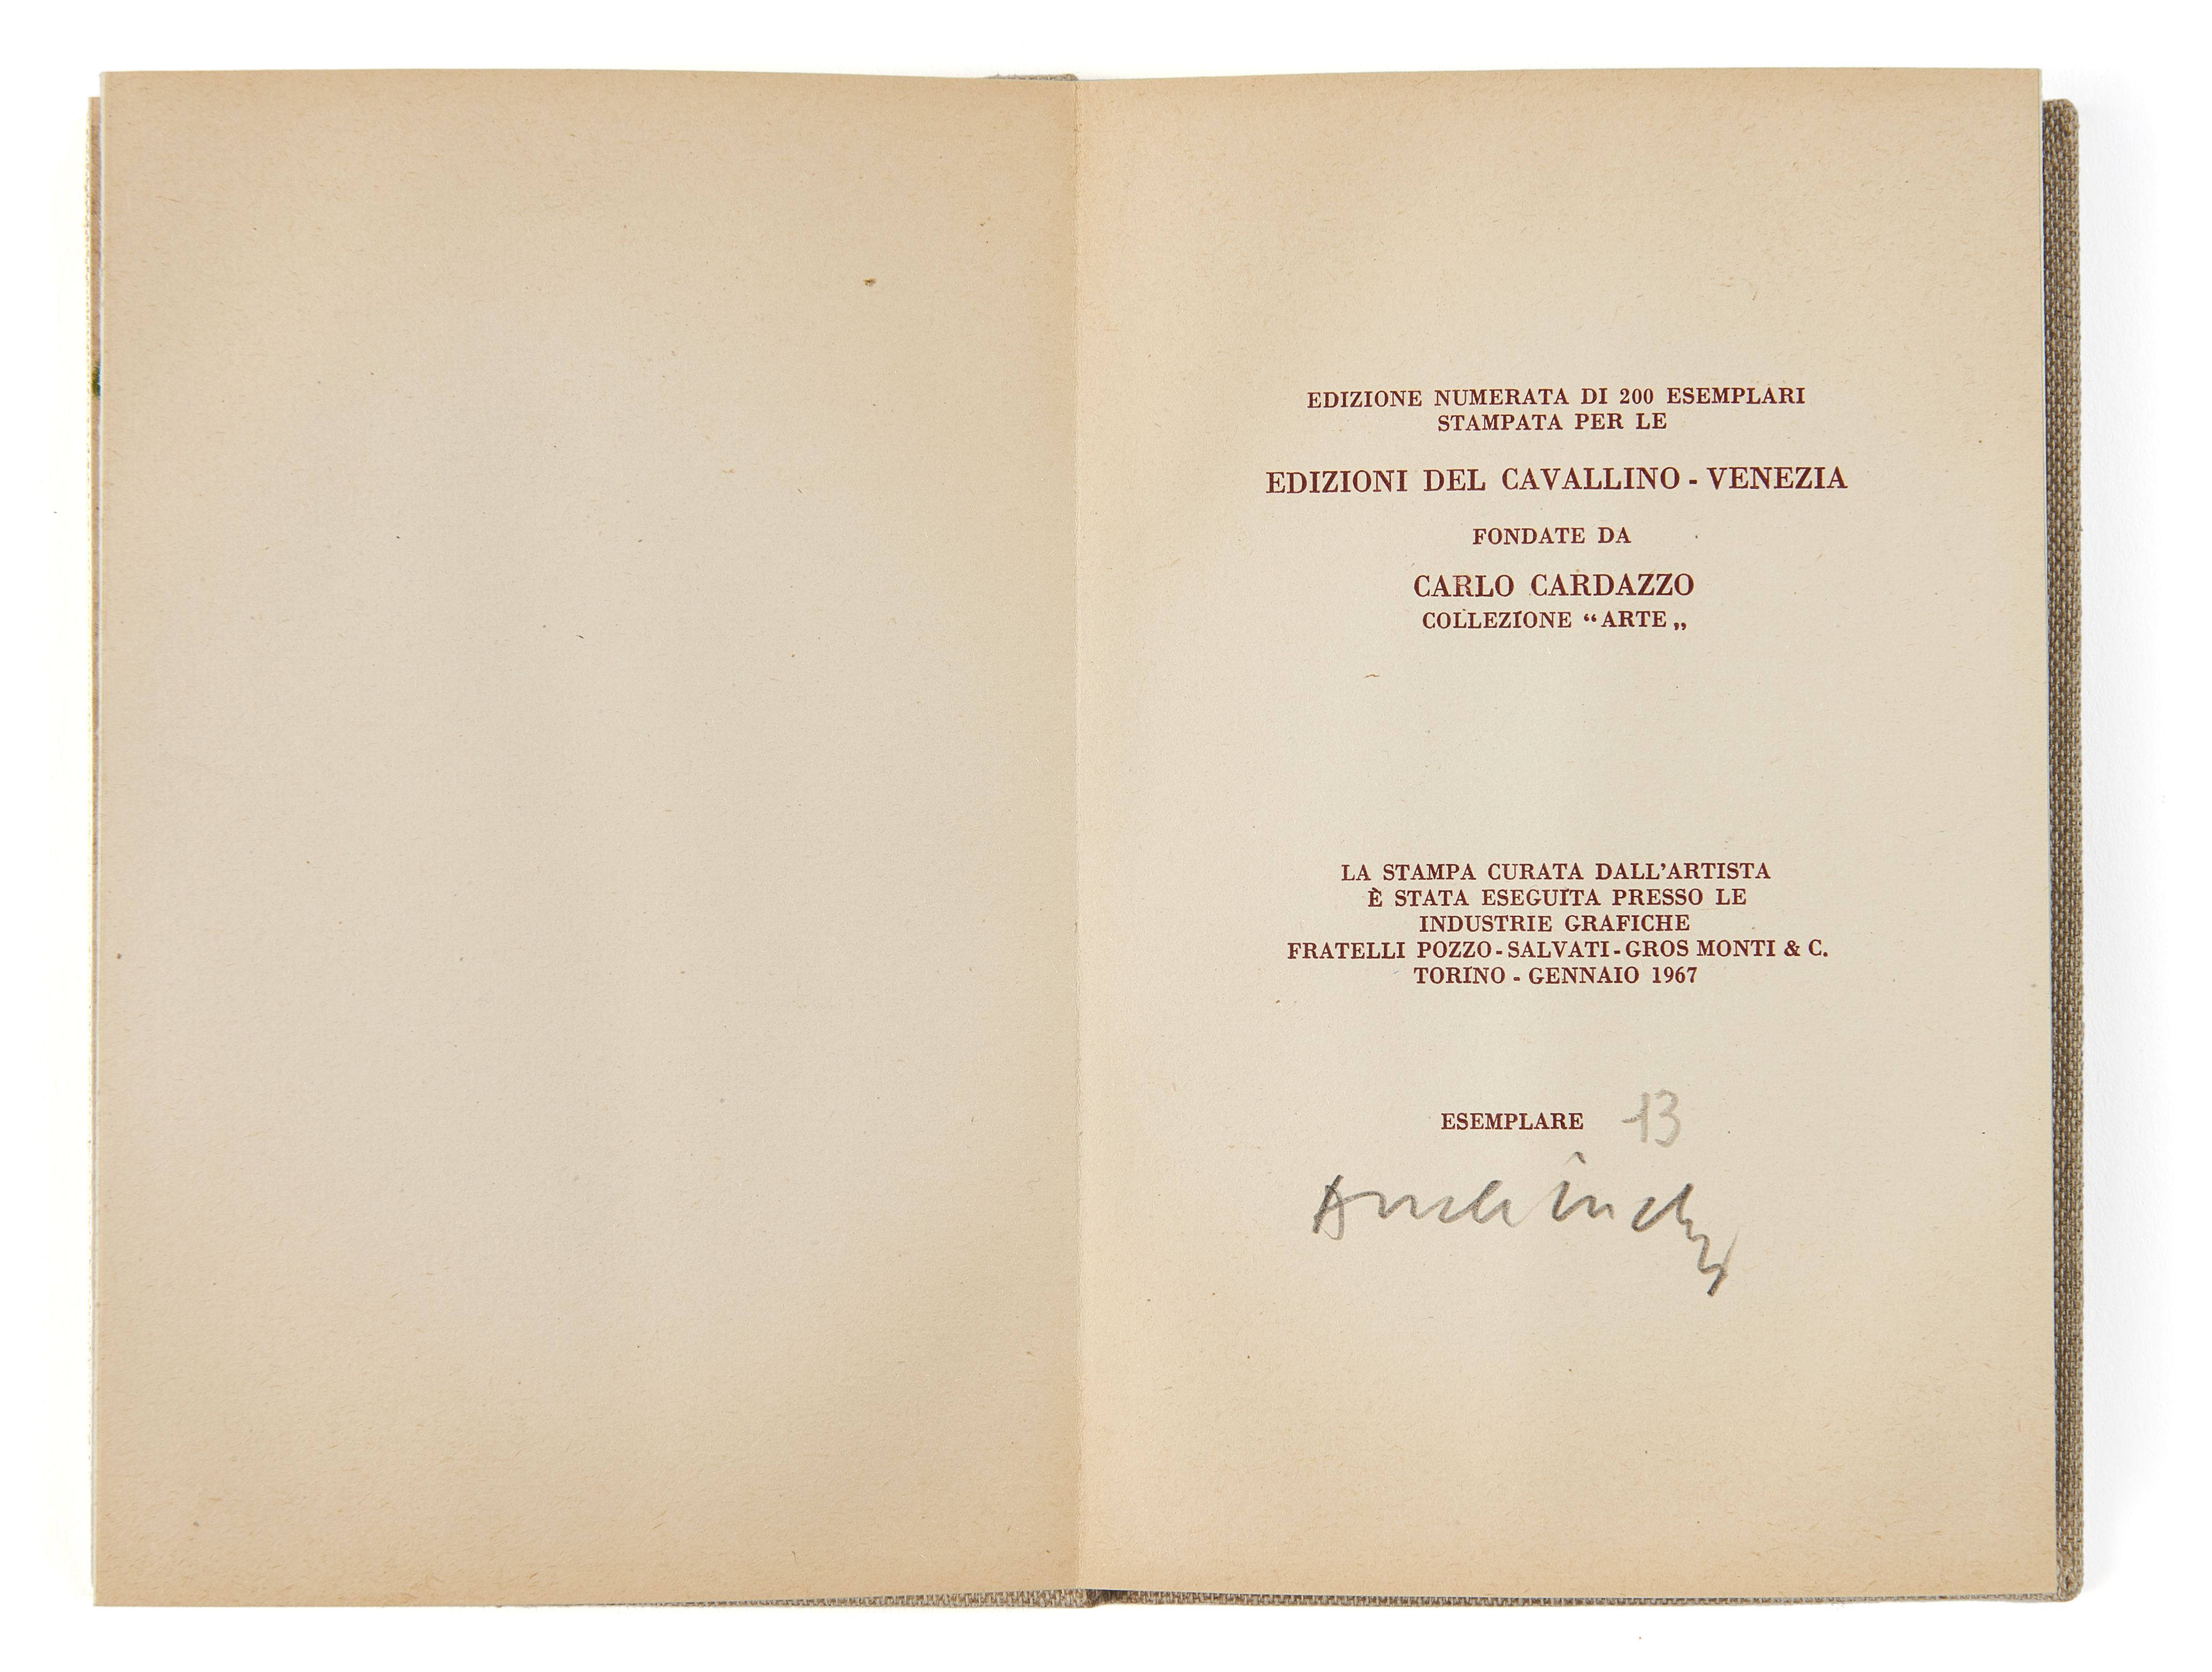 EDIZIONE NUMERATA DI 200 ESEMPLARI
STAMPATA PER LE
EDIZIONI DEL CAVALLINO - VENEZIA
FONDATE DA
CARLO CARDAZZO
COLLEZIONE “ARTE„
LA STAMPA CURATA DALL'ARTISTA
È STATA ESEGUITA PRESSO LE
INDUSTRIE GRAFICHE
FRATELLI POZZO - SALVATI - GROS MONTI & C.
TORINO - GENNAIO 1967
ESEMPLARE 13